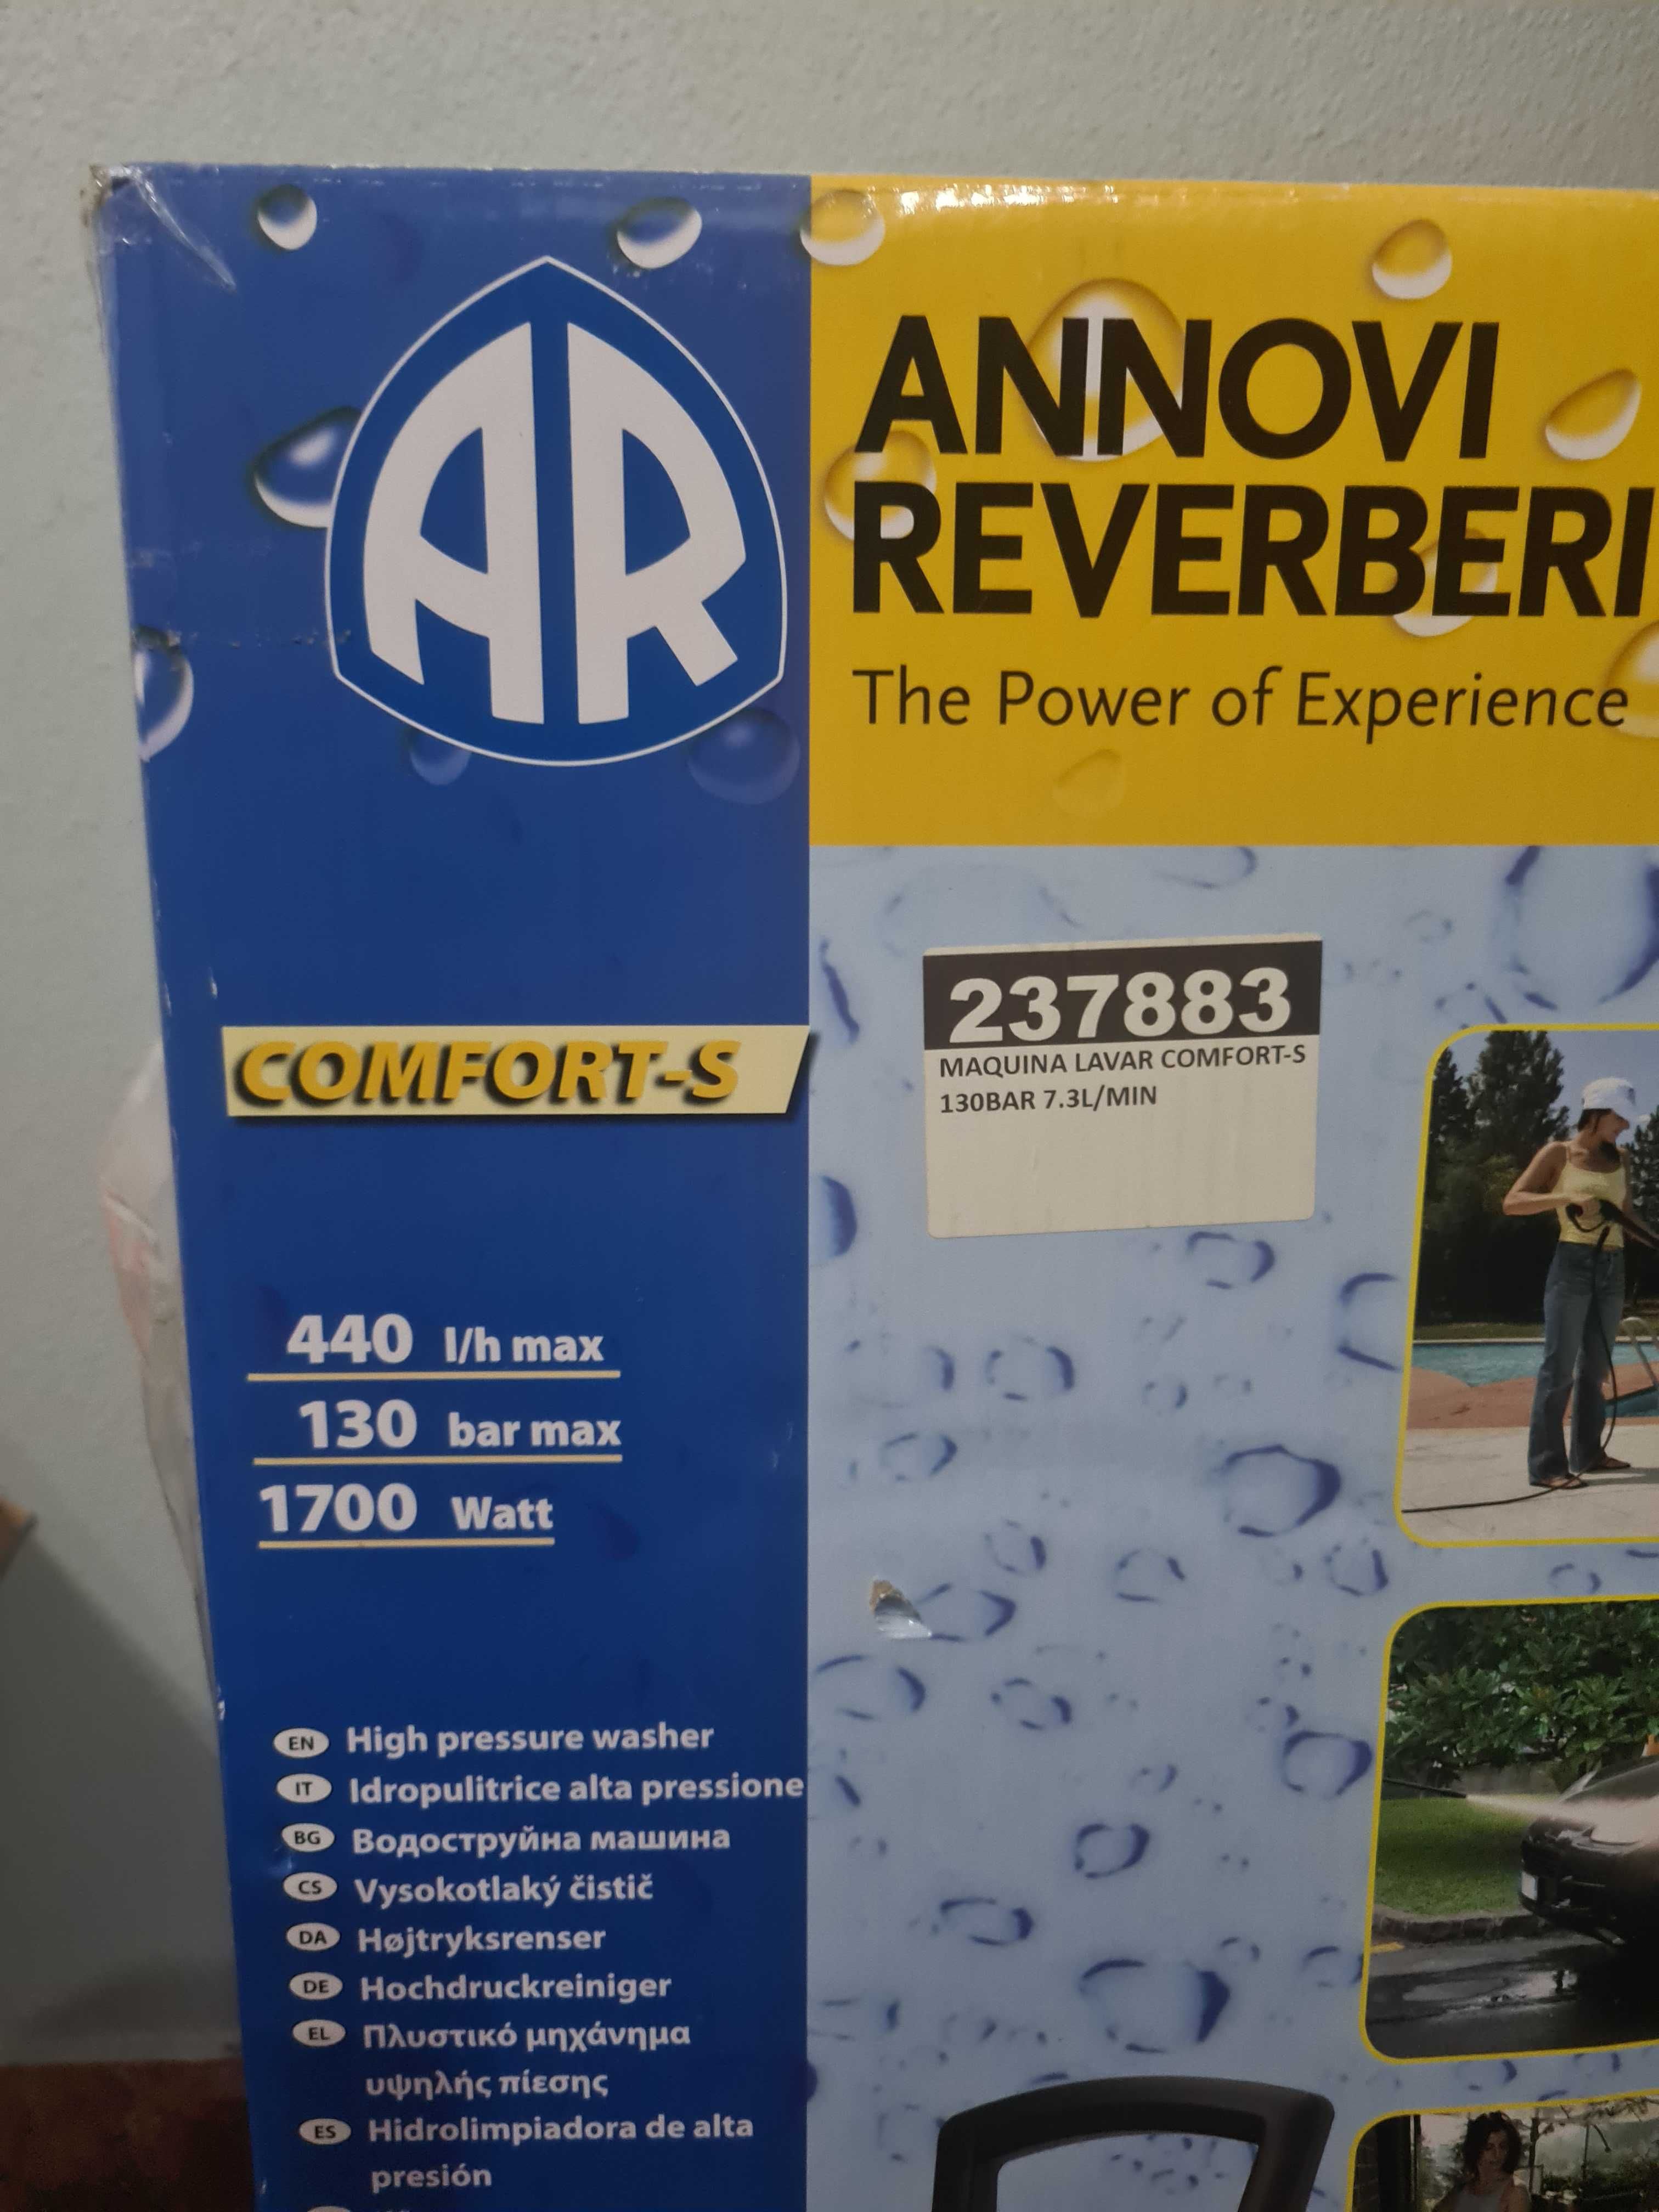 AR
ANNOVI
REVERBERI
The Power of Experience
237883
MAQUINA LAVAR COMFORT-S
130BAR 7.3L/MIN
COMFORT-S
440 l/h max
130 bar max
1700 Watt
EN High pressure washer
IT Idropulitrice alta pressione
BG Водоструйна машина
CS Vysokotlaký čistič
DA Højtryksrenser
DE Hochdruckreiniger
EL Πλυστικό μηχάνημα
υψηλής πίεσης
ES Hidrolimpiadora de alta
presión